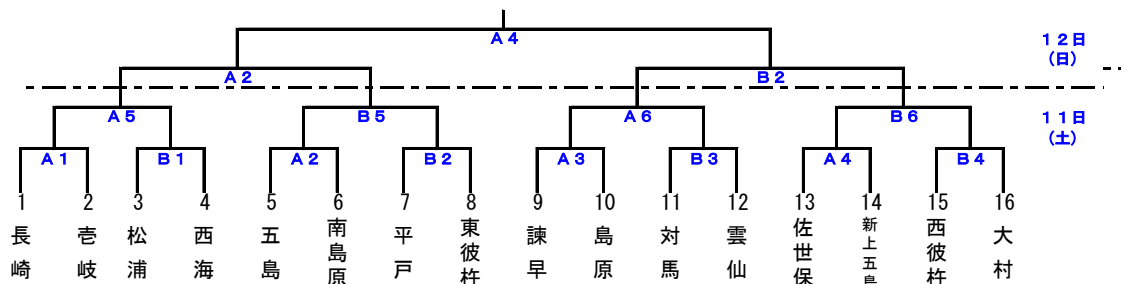 A4
12日
(日)
A2
B2
A5
B5
A6
B6
11日
(土)
A1
B1
A2
B2
A3
B3
A4
B4
1
2
3
4
5
6
7
8
9
10
11
12
13
14
15
16
長崎
壱岐
松浦
西海
五島
南島原
平戸
東彼杵
諫早
島原
対馬
雲仙
佐世保
新上五島
西彼杵
大村